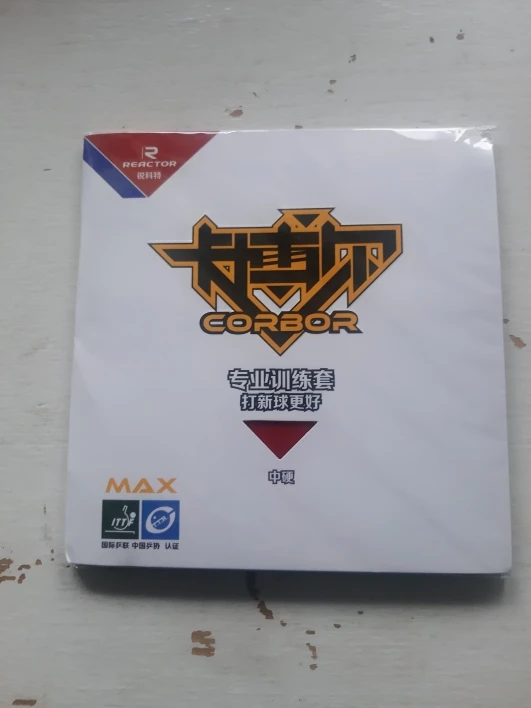 R
REACTOR
锐科特
卡博尔
CORBOR
专业训练套
打新球更好
中硬
MAX
ITTF
国际乒联 中国乒协 认证